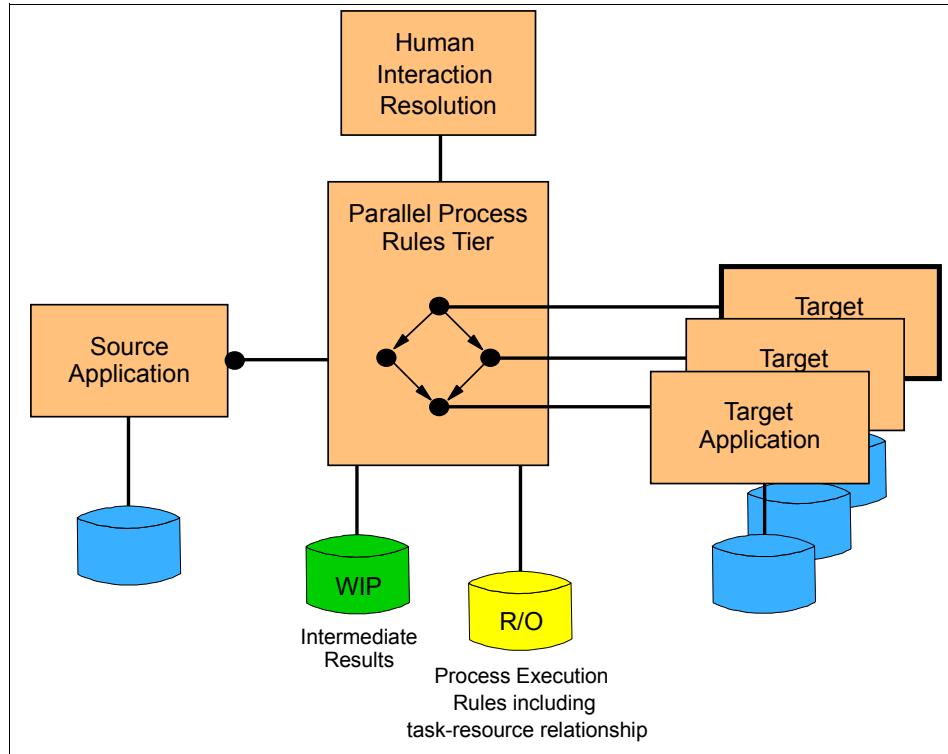 Human
Interaction
Resolution
Parallel Process
Rules Tier
Source
Application
Target
Target
Target
Application
WIP
Intermediate
Results
R/O
Process Execution
Rules including
task-resource relationship